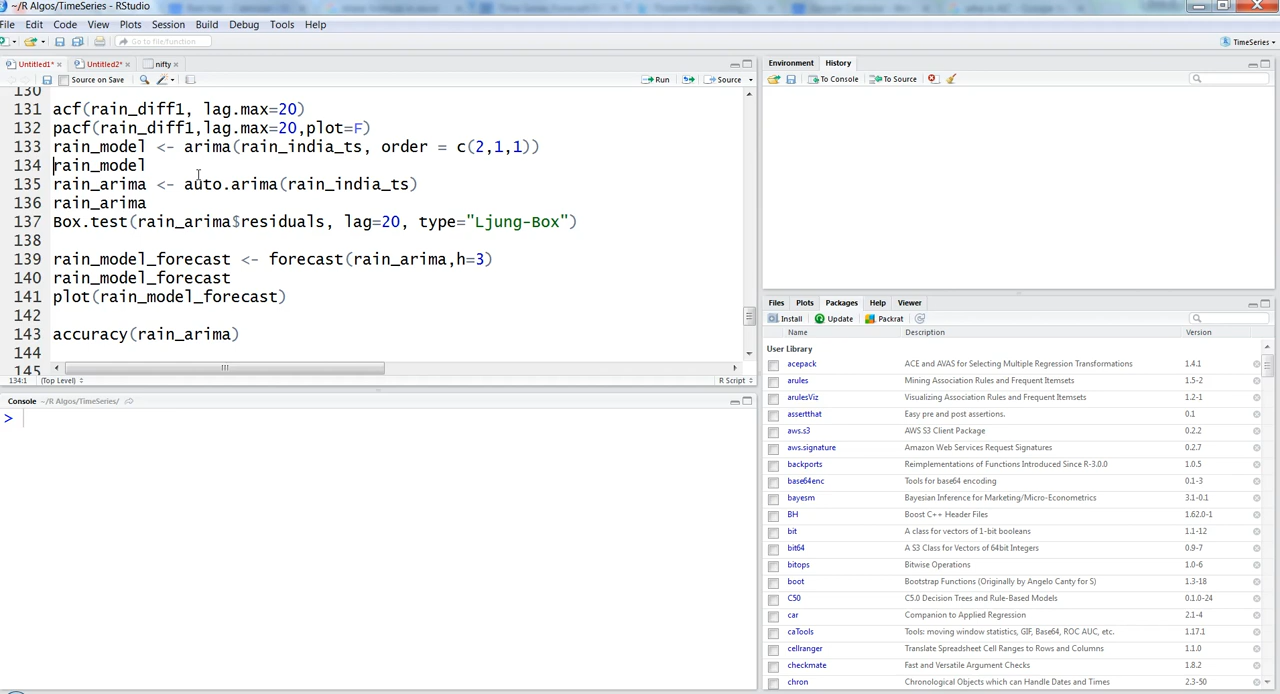 ~/R Algos/TimeSeries - RStudio
File Edit Code View Plots Session Build Debug Tools Help
Go to file/function
TimeSeries
Untitled1* Untitled2* nifty
Source on Save Run Source
130
131 acf(rain_diff1, lag.max=20)
132 pacf(rain_diff1,lag.max=20,plot=F)
133 rain_model <- arima(rain_india_ts, order = c(2,1,1))
134 rain_model
135 rain_arima <- auto.arima(rain_india_ts)
136 rain_arima
137 Box.test(rain_arima$residuals, lag=20, type="Ljung-Box")
138
139 rain_model_forecast <- forecast(rain_arima,h=3)
140 rain_model_forecast
141 plot(rain_model_forecast)
142
143 accuracy(rain_arima)
144
145
134:1 (Top Level) R Script
Console ~/R Algos/TimeSeries/
>
Environment History
To Console To Source
Files Plots Packages Help Viewer
Install Update Packrat
Name Description Version
User Library
acepack ACE and AVAS for Selecting Multiple Regression Transformations 1.4.1
arules Mining Association Rules and Frequent Itemsets 1.5-2
arulesViz Visualizing Association Rules and Frequent Itemsets 1.2-1
assertthat Easy pre and post assertions. 0.1
aws.s3 AWS S3 Client Package 0.2.2
aws.signature Amazon Web Services Request Signatures 0.2.7
backports Reimplementations of Functions Introduced Since R-3.0.0 1.0.5
base64enc Tools for base64 encoding 0.1-3
bayesm Bayesian Inference for Marketing/Micro-Econometrics 3.1-0.1
BH Boost C++ Header Files 1.62.0-1
bit A class for vectors of 1-bit booleans 1.1-12
bit64 A S3 Class for Vectors of 64bit Integers 0.9-7
bitops Bitwise Operations 1.0-6
boot Bootstrap Functions (Originally by Angelo Canty for S) 1.3-18
C50 C5.0 Decision Trees and Rule-Based Models 0.1.0-24
car Companion to Applied Regression 2.1-4
caTools Tools: moving window statistics, GIF, Base64, ROC AUC, etc. 1.17.1
cellranger Translate Spreadsheet Cell Ranges to Rows and Columns 1.1.0
checkmate Fast and Versatile Argument Checks 1.8.2
chron Chronological Objects which can Handle Dates and Times 2.3-50